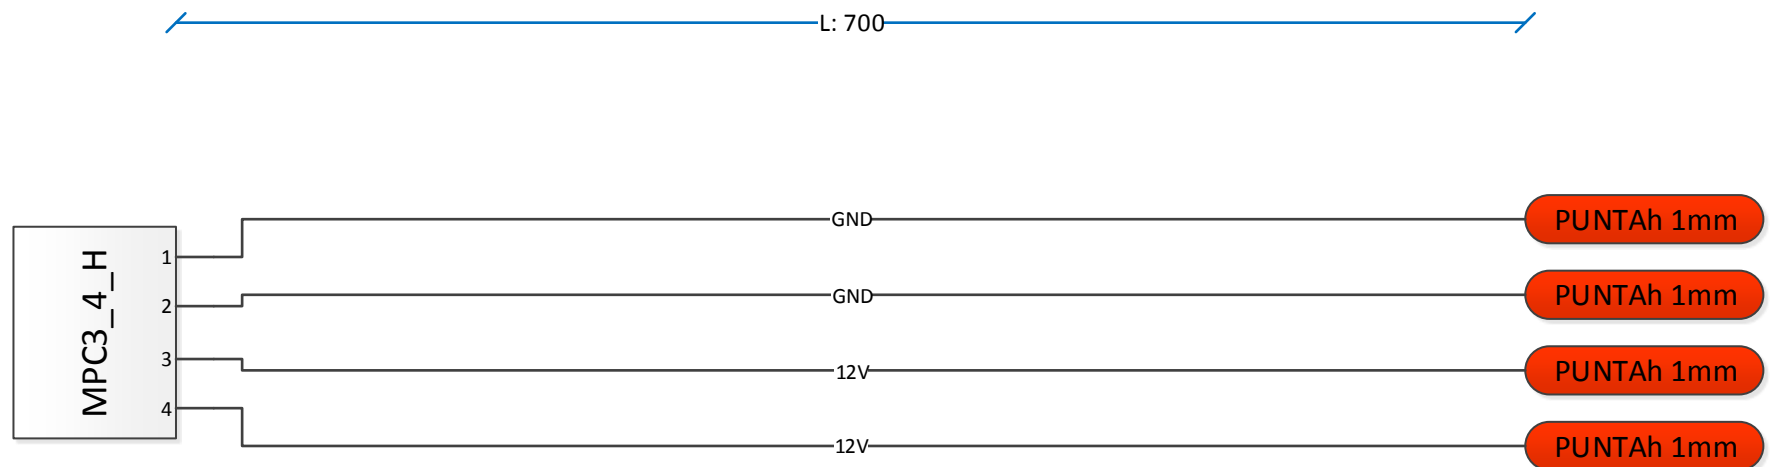 L: 700
MPC3_4_H
1
GND
PUNTAh 1mm
2
GND
PUNTAh 1mm
3
12V
PUNTAh 1mm
4
12V
PUNTAh 1mm